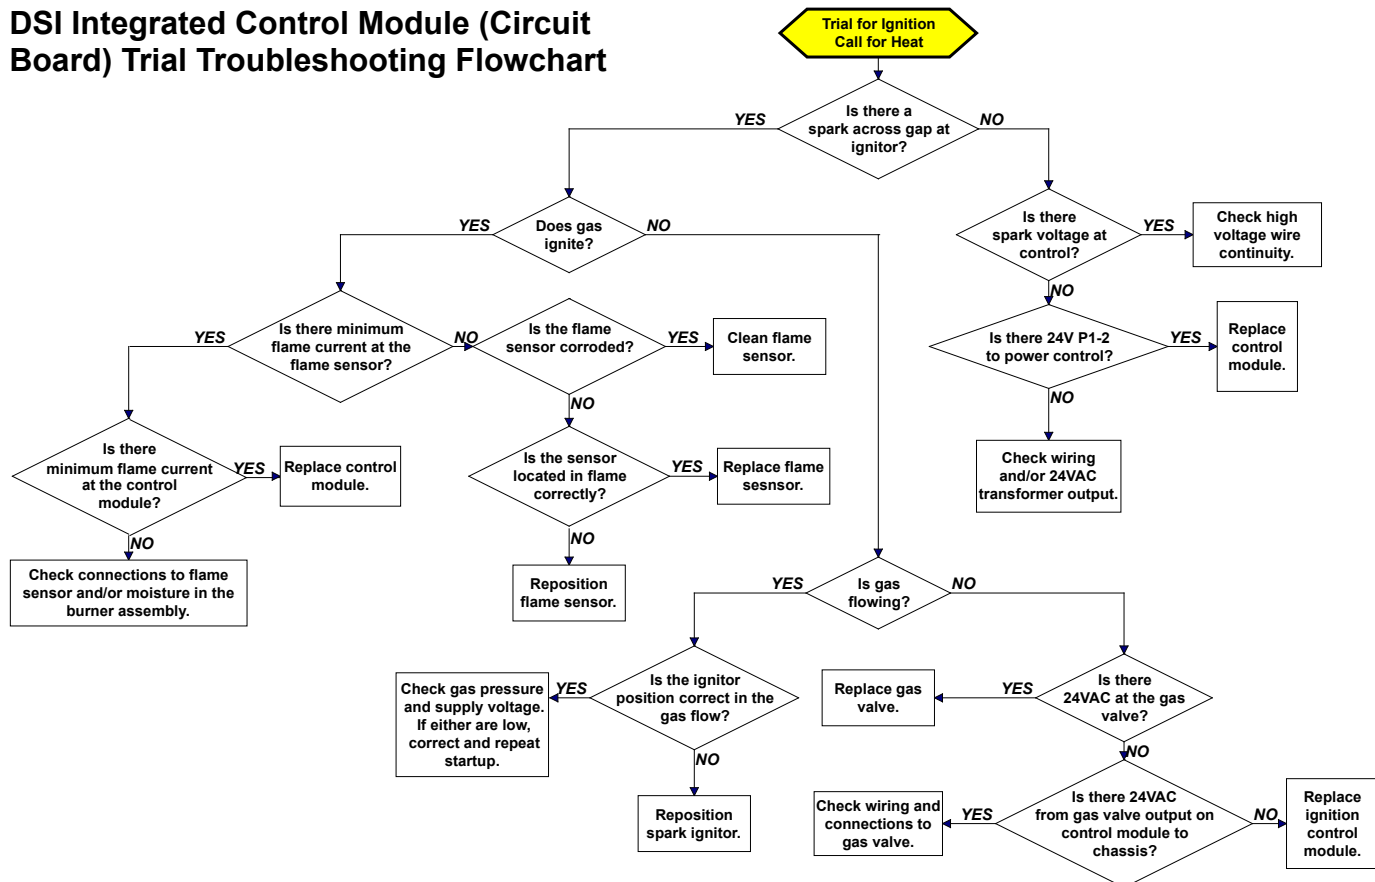 DSI Integrated Control Module (Circuit
Board) Trial Troubleshooting Flowchart
Trial for Ignition
Call for Heat
Is there a
spark across gap at
ignitor?
YES
NO
Does gas
ignite?
YES
NO
Is there
spark voltage at
control?
YES
Check high
voltage wire
continuity.
NO
Is there minimum
flame current at the
flame sensor?
YES
NO
Is the flame
sensor corroded?
YES
Clean flame
sensor.
NO
Is there 24V P1-2
to power control?
YES
Replace
control
module.
NO
Is there
minimum flame current
at the control
module?
YES
Replace control
module.
NO
Is the sensor
located in flame
correctly?
YES
Replace flame
sesnsor.
NO
Check wiring
and/or 24VAC
transformer output.
Check connections to flame
sensor and/or moisture in the
burner assembly.
Reposition
flame sensor.
Is gas
flowing?
YES
NO
Is the ignitor
position correct in the
gas flow?
YES
Check gas pressure
and supply voltage.
If either are low,
correct and repeat
startup.
NO
Reposition
spark ignitor.
Is there
24VAC at the gas
valve?
YES
Replace gas
valve.
NO
Is there 24VAC
from gas valve output on
control module to
chassis?
YES
Check wiring and
connections to
gas valve.
NO
Replace
ignition
control
module.